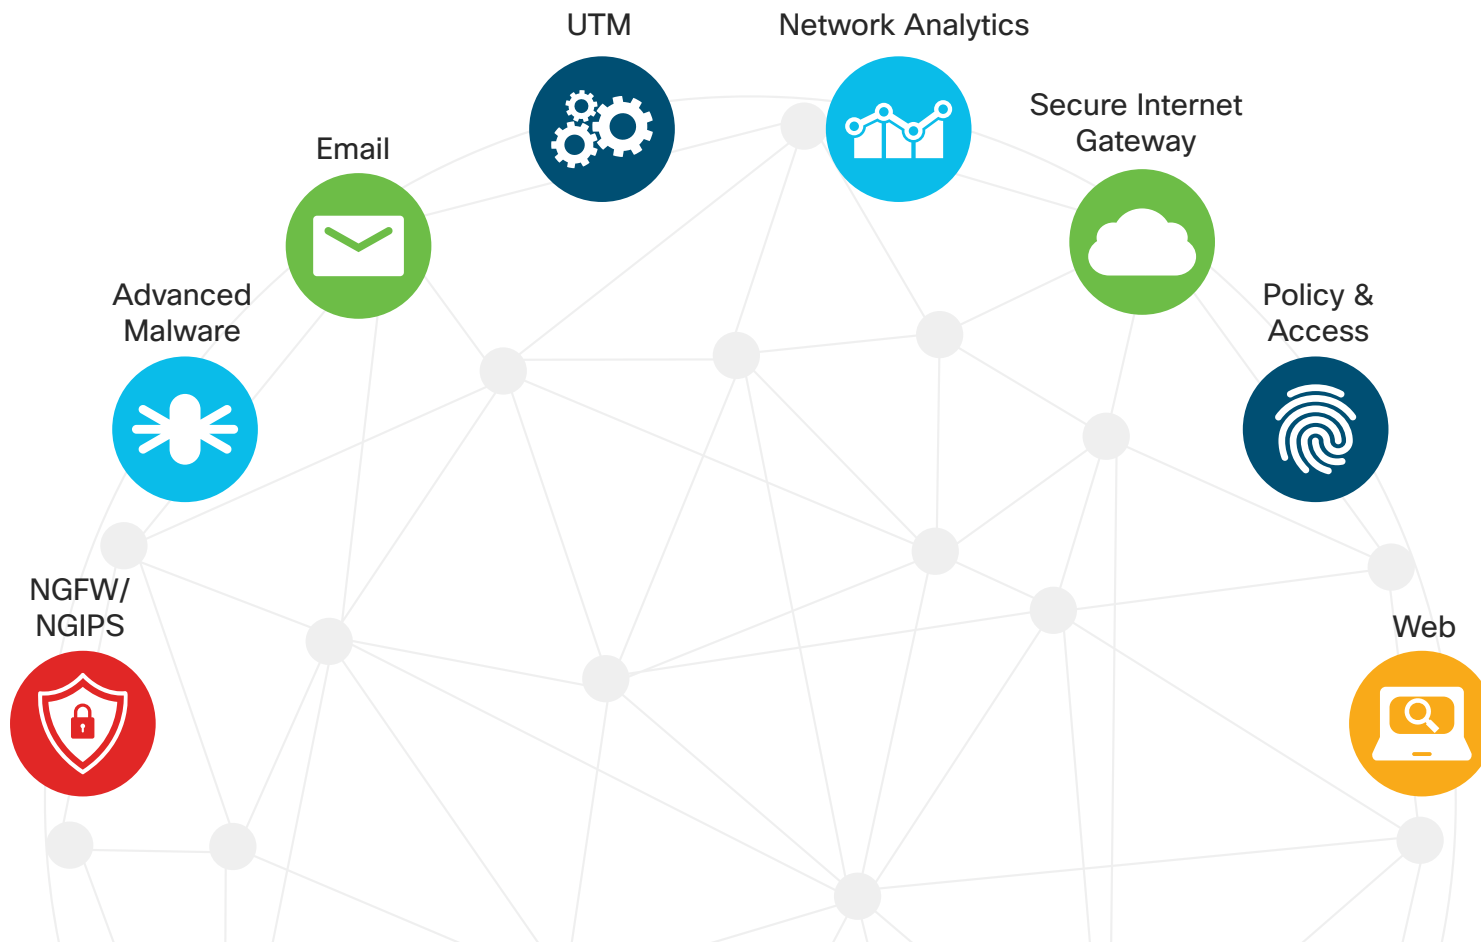 UTM
Network Analytics
Secure Internet
Gateway
Email
Advanced
Malware
Policy &
Access
NGFW/
NGIPS
Web